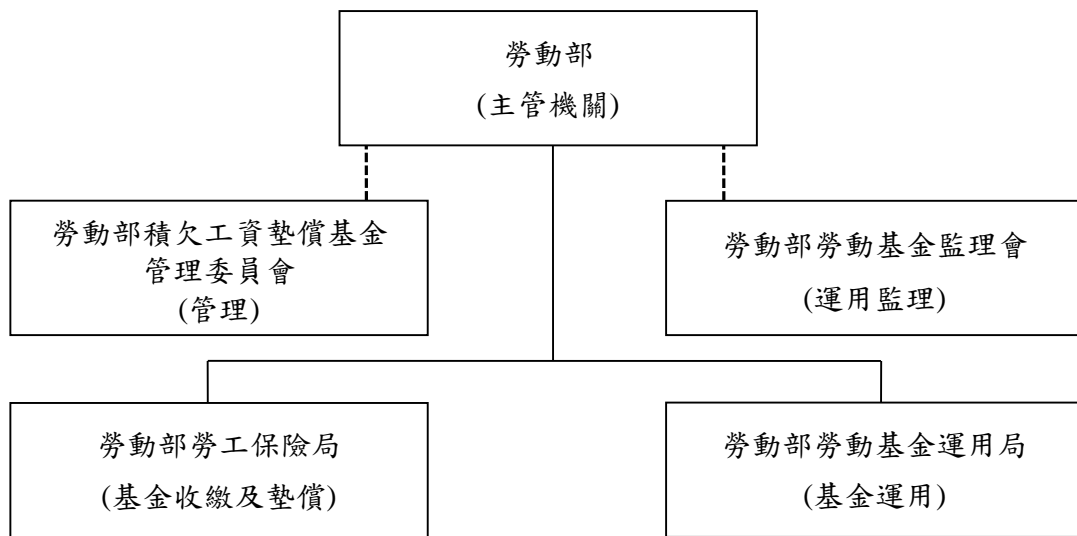 勞動部
(主管機關)
勞動部積欠工資墊償基金
管理委員會
(管理)
勞動部勞動基金監理會
(運用監理)
勞動部勞工保險局
(基金收繳及墊償)
勞動部勞動基金運用局
(基金運用)